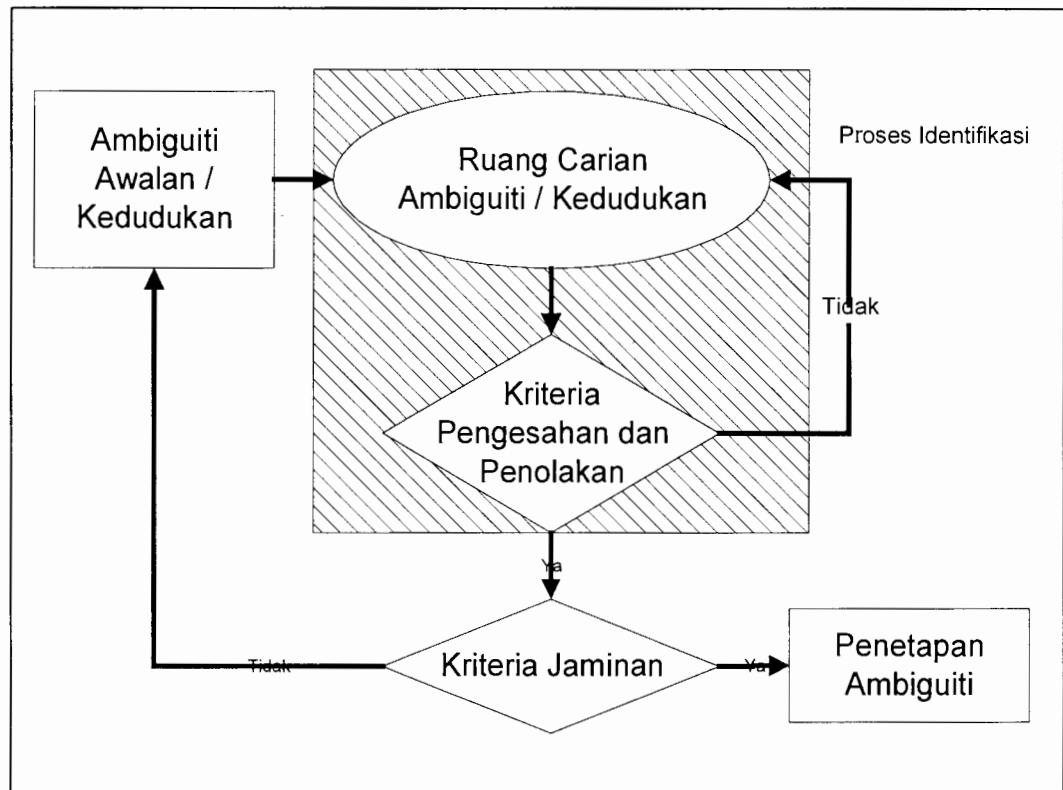 Ambiguiti
Awalan /
Kedudukan
Ruang Carian
Ambiguiti / Kedudukan
Proses Identifikasi
Tidak
Kriteria
Pengesahan dan
Penolakan
Ya
Tidak
Kriteria Jaminan
Ya
Penetapan
Ambiguiti